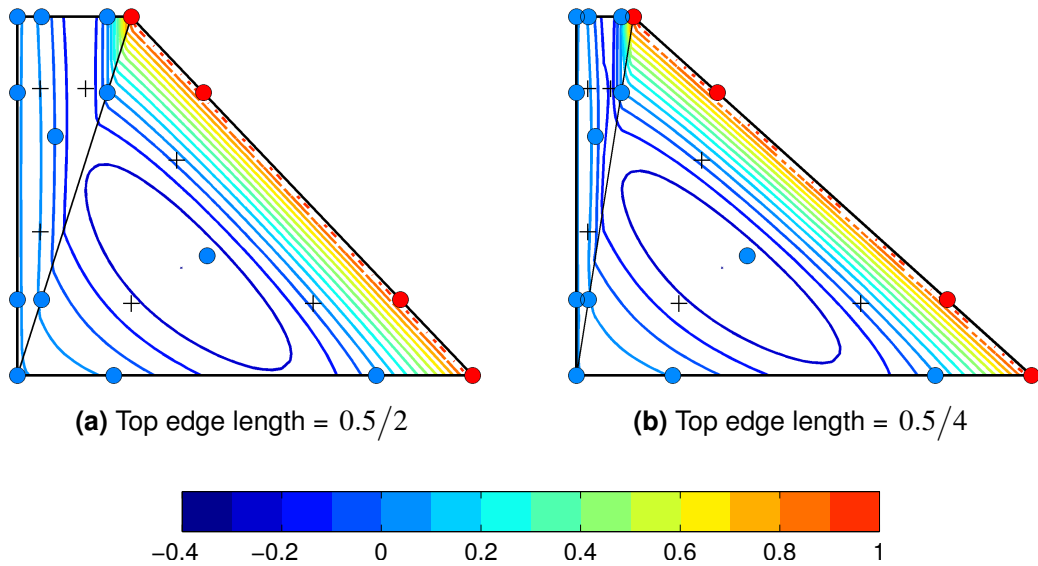 (a) Top edge length = 0.5/2
(b) Top edge length = 0.5/4
−0.4 −0.2 0 0.2 0.4 0.6 0.8 1